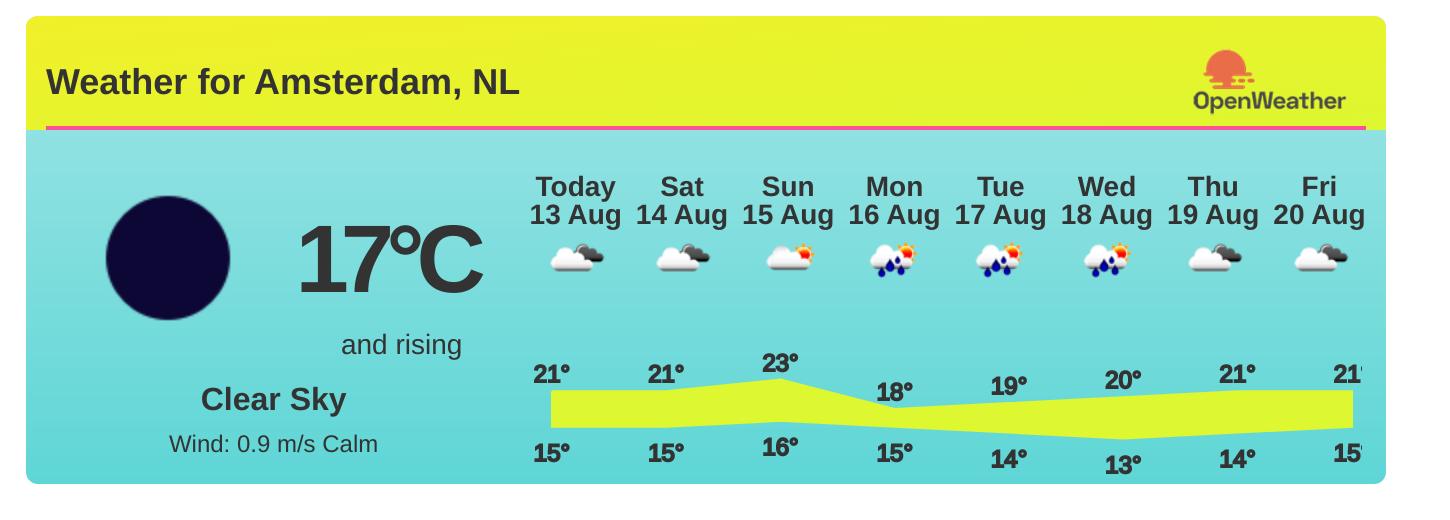 Weather for Amsterdam, NL
OpenWeather
17°C
and rising
Clear Sky
Wind: 0.9 m/s Calm
Today Sat Sun Mon Tue Wed Thu Fri
13 Aug 14 Aug 15 Aug 16 Aug 17 Aug 18 Aug 19 Aug 20 Aug
21° 21° 23° 18° 19° 20° 21° 21°
15° 15° 16° 15° 14° 13° 14° 15°